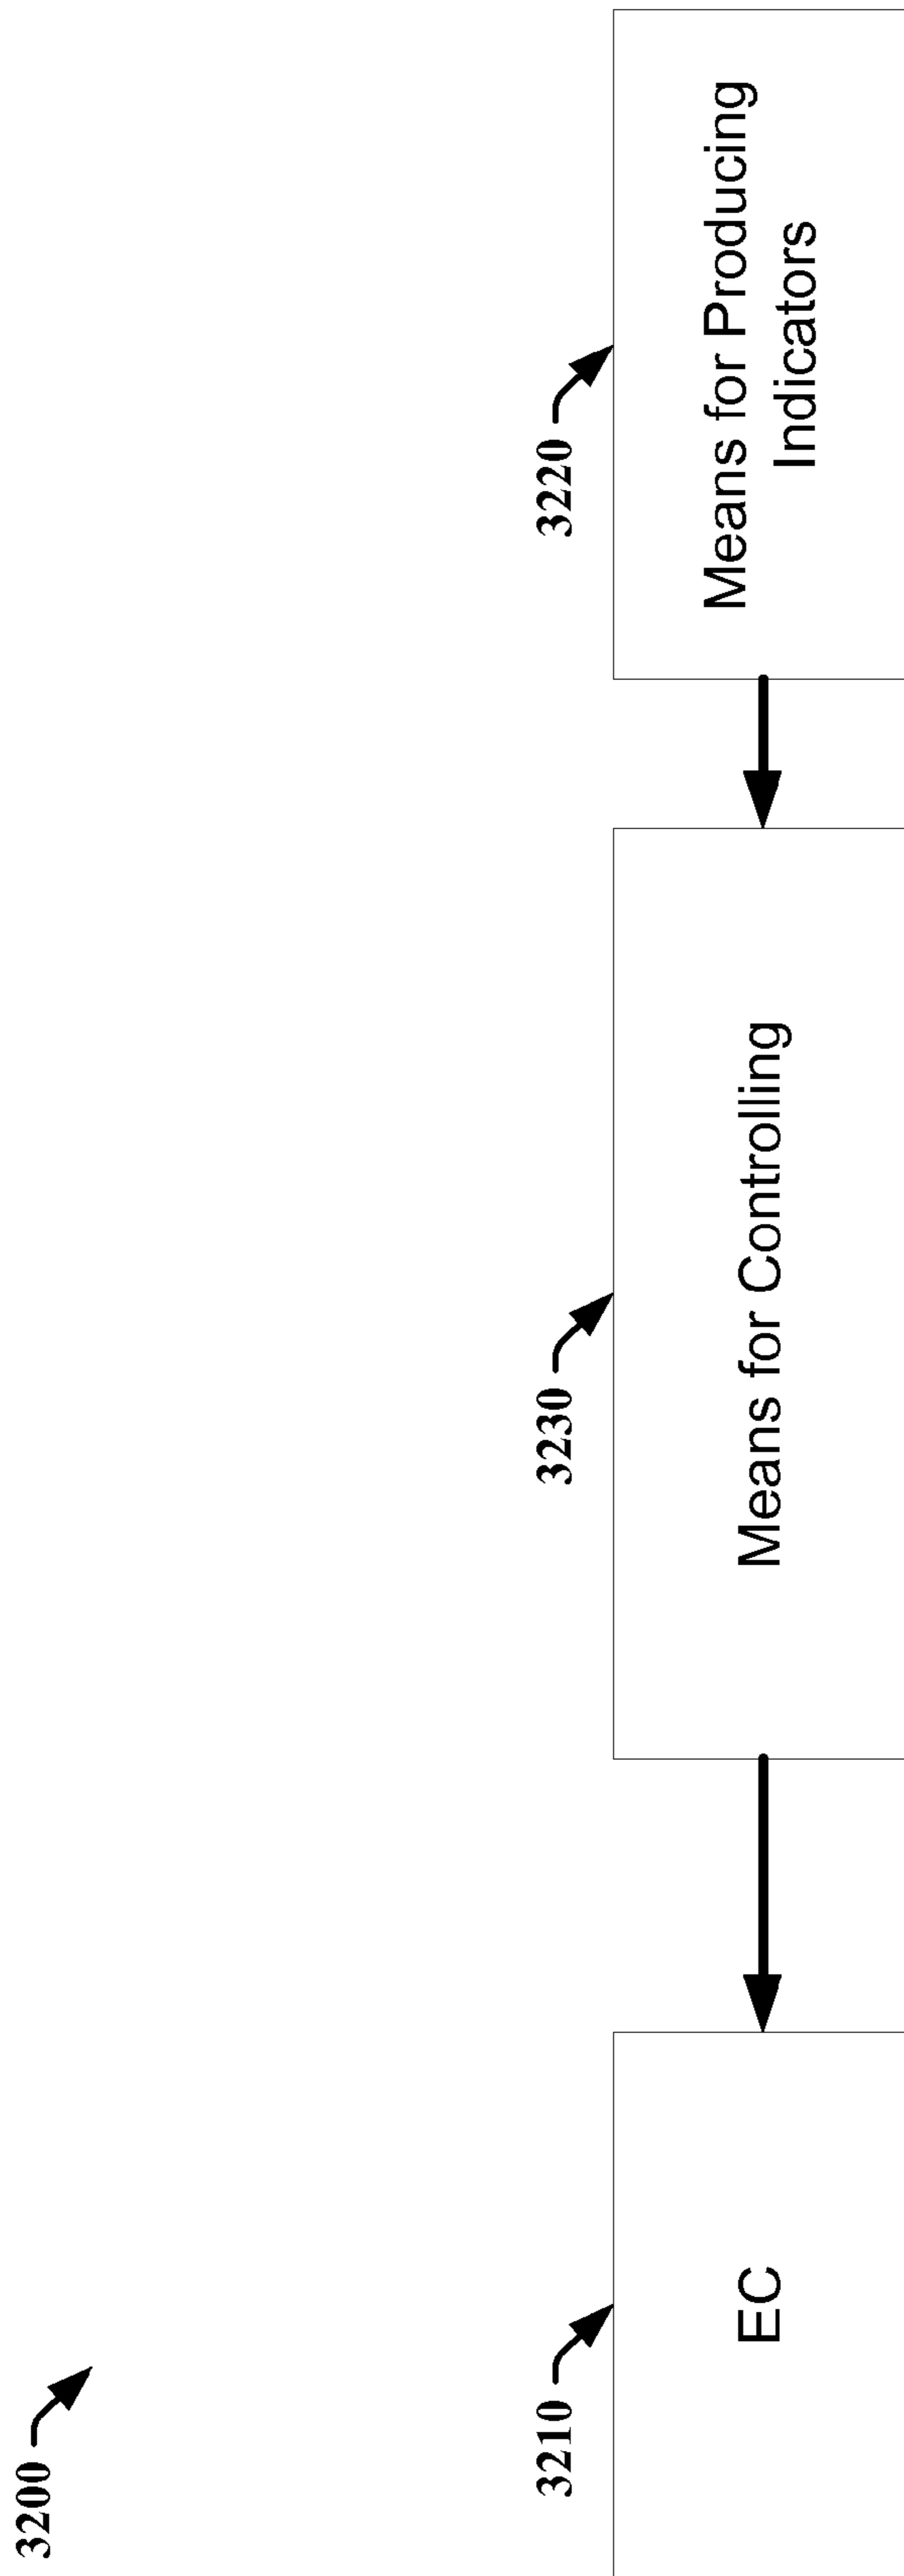 3200
3210
EC
3230
Means for Controlling
3220
Means for Producing
Indicators